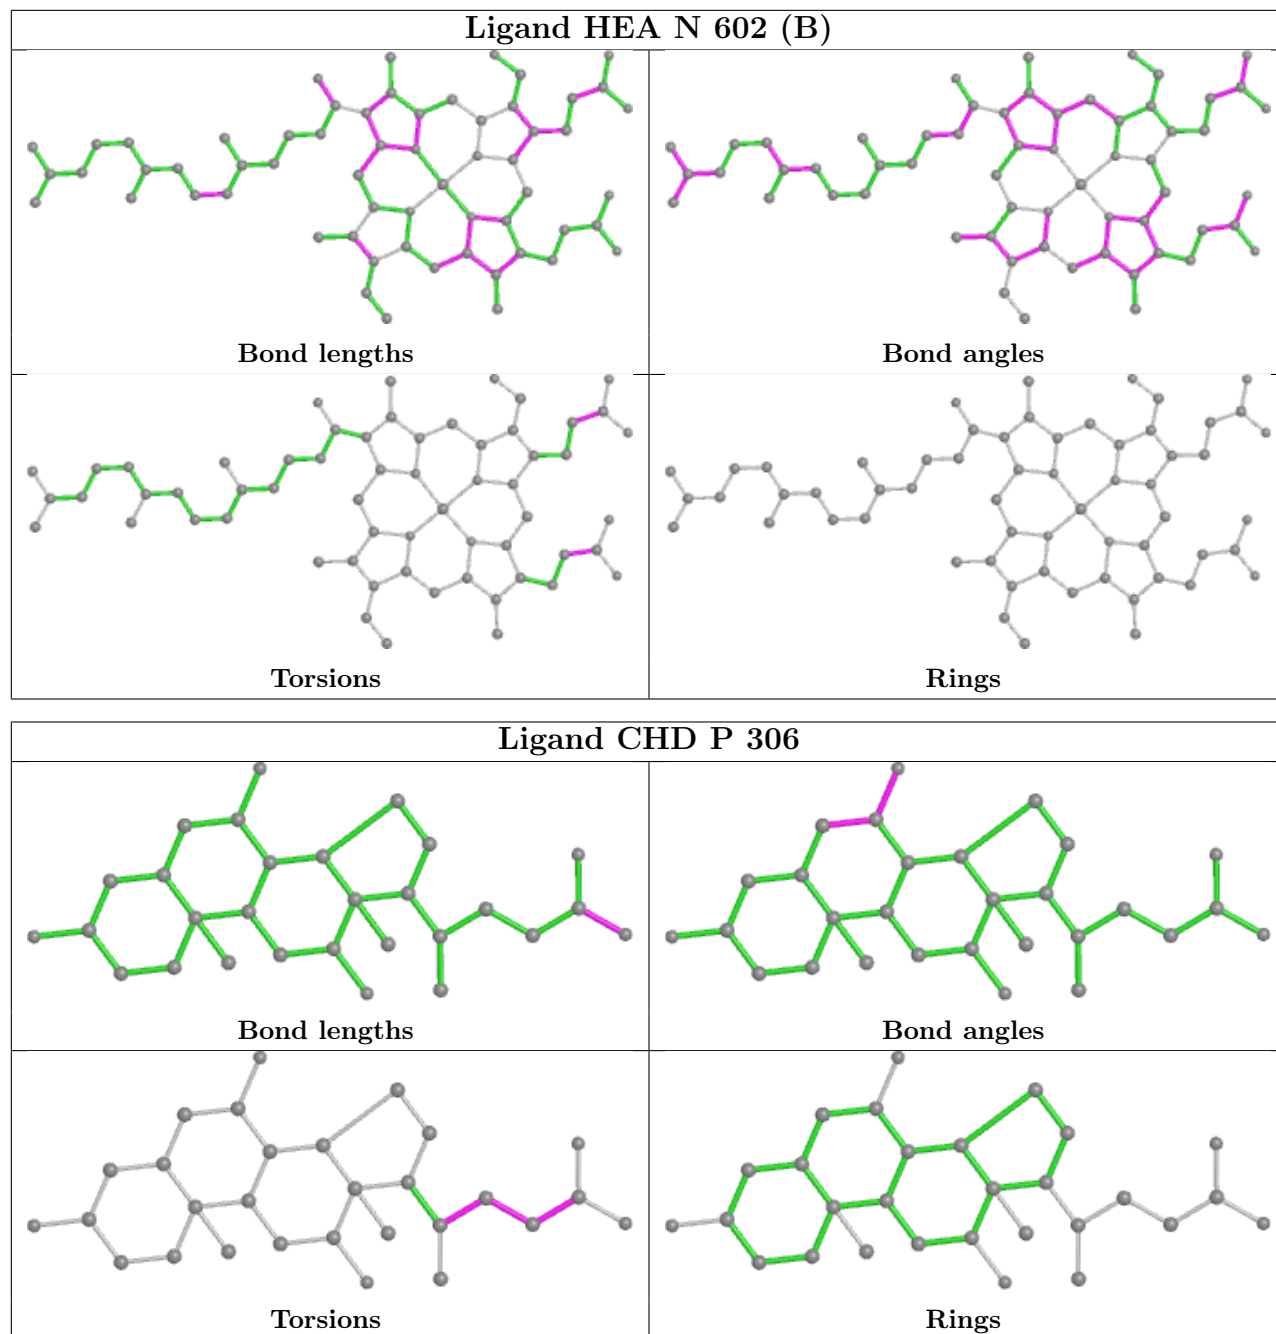 Ligand HEA N 602 (B)
Bond lengths
Bond angles
Torsions
Rings
Ligand CHD P 306
Bond lengths
Bond angles
Torsions
Rings